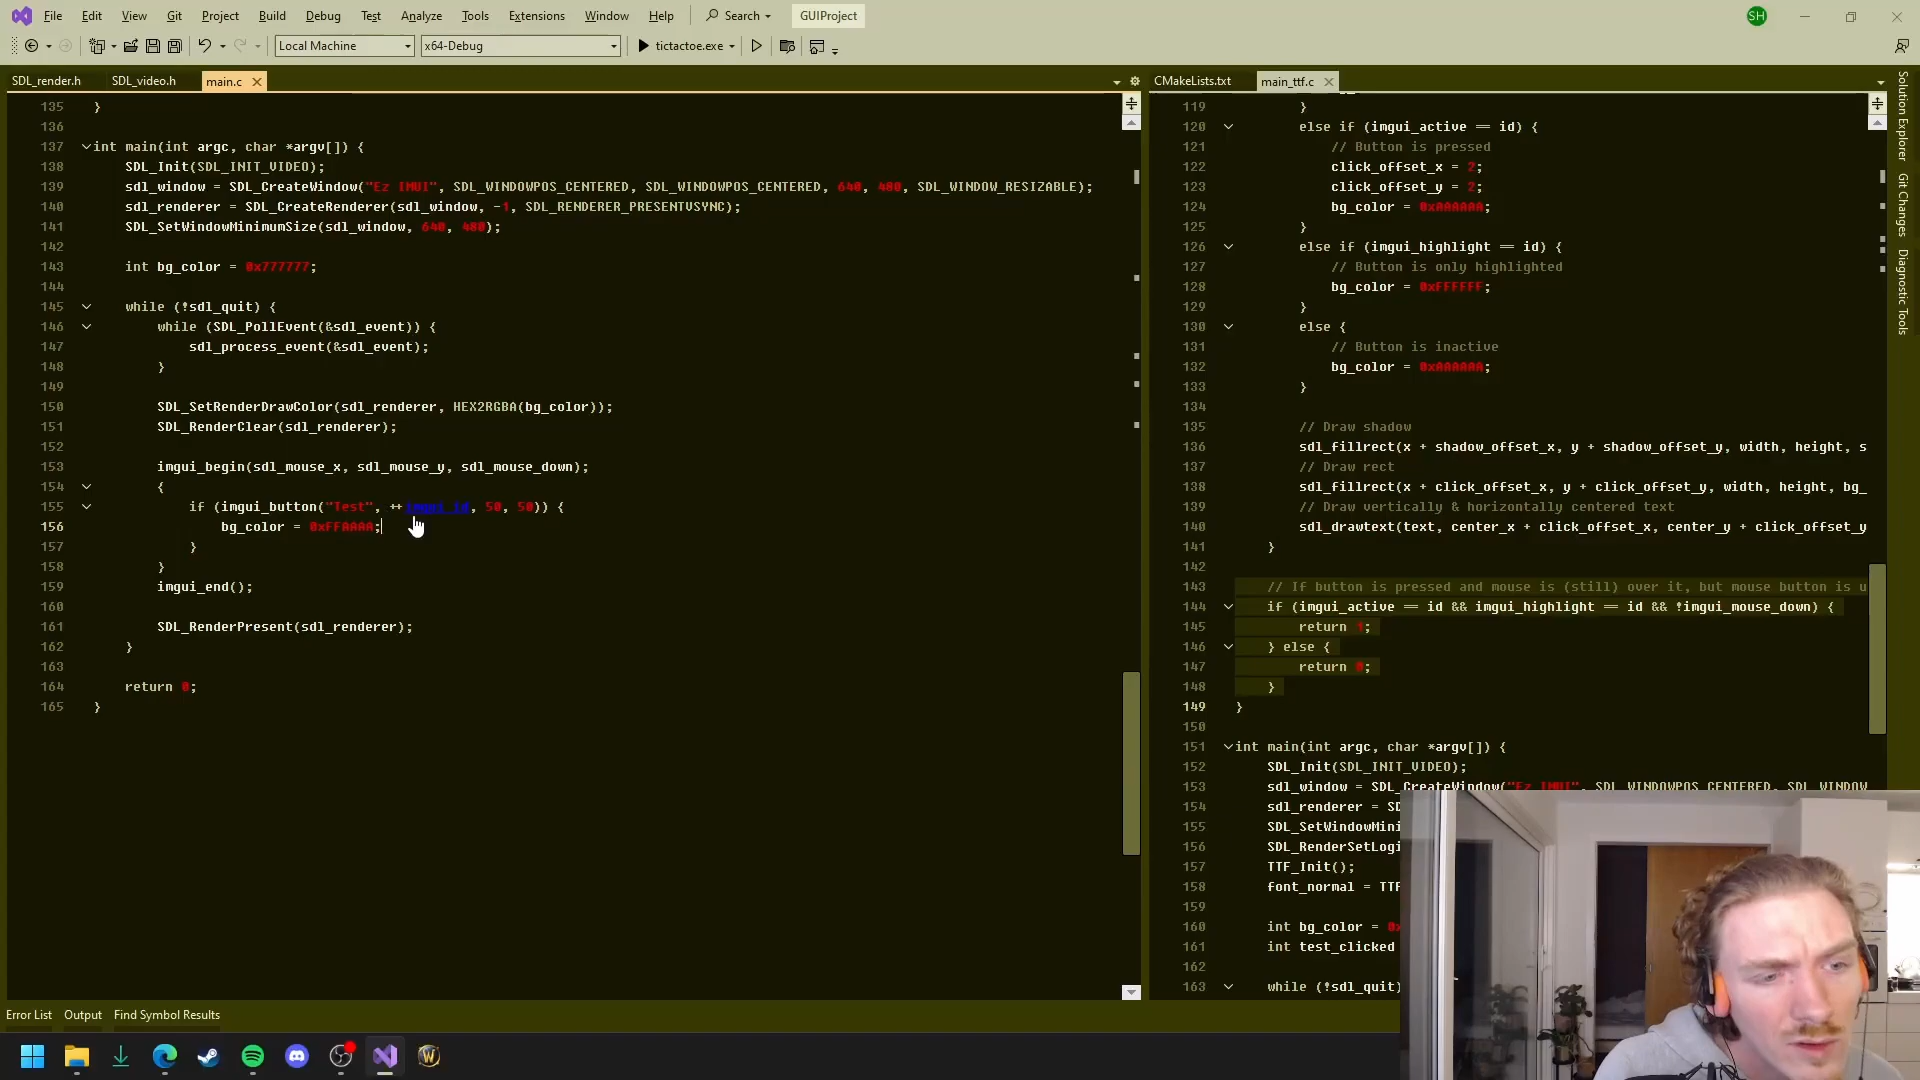 File Edit View Git Project Build Debug Test Analyze Tools Extensions Window Help Search GUIProject SH
Local Machine x64-Debug tictactoe.exe
SDL_render.h SDL_video.h main.c
135 }
136
137 int main(int argc, char *argv[]) {
138 SDL_Init(SDL_INIT_VIDEO);
139 sdl_window = SDL_CreateWindow("Ez IMUI", SDL_WINDOWPOS_CENTERED, SDL_WINDOWPOS_CENTERED, 640, 480, SDL_WINDOW_RESIZABLE);
140 sdl_renderer = SDL_CreateRenderer(sdl_window, -1, SDL_RENDERER_PRESENTVSYNC);
141 SDL_SetWindowMinimumSize(sdl_window, 640, 480);
142
143 int bg_color = 0x777777;
144
145 while (!sdl_quit) {
146 while (SDL_PollEvent(&sdl_event)) {
147 sdl_process_event(&sdl_event);
148 }
149
150 SDL_SetRenderDrawColor(sdl_renderer, HEX2RGBA(bg_color));
151 SDL_RenderClear(sdl_renderer);
152
153 imgui_begin(sdl_mouse_x, sdl_mouse_y, sdl_mouse_down);
154 {
155 if (imgui_button("Test", ++imgui_id, 50, 50)) {
156 bg_color = 0xFFAAAA;
157 }
158 }
159 imgui_end();
160
161 SDL_RenderPresent(sdl_renderer);
162 }
163
164 return 0;
165 }
CMakeLists.txt main_ttf.c
119 }
120 else if (imgui_active == id) {
121 // Button is pressed
122 click_offset_x = 2;
123 click_offset_y = 2;
124 bg_color = 0xAAAAAA;
125 }
126 else if (imgui_highlight == id) {
127 // Button is only highlighted
128 bg_color = 0xFFFFFF;
129 }
130 else {
131 // Button is inactive
132 bg_color = 0xAAAAAA;
133 }
134
135 // Draw shadow
136 sdl_fillrect(x + shadow_offset_x, y + shadow_offset_y, width, height, s
137 // Draw rect
138 sdl_fillrect(x + click_offset_x, y + click_offset_y, width, height, bg_
139 // Draw vertically & horizontally centered text
140 sdl_drawtext(text, center_x + click_offset_x, center_y + click_offset_y
141 }
142
143 // If button is pressed and mouse is (still) over it, but mouse button is u
144 if (imgui_active == id && imgui_highlight == id && !imgui_mouse_down) {
145 return 1;
146 } else {
147 return 0;
148 }
149 }
150
151 int main(int argc, char *argv[]) {
152 SDL_Init(SDL_INIT_VIDEO);
153 sdl_window = SDL_CreateWindow("Ez IMUI", SDL_WINDOWPOS_CENTERED, SDL_WINDOW
154 sdl_renderer = SD
155 SDL_SetWindowMini
156 SDL_RenderSetLogi
157 TTF_Init();
158 font_normal = TTF
159
160 int bg_color = 0x
161 int test_clicked
162
163 while (!sdl_quit)
Solution Explorer
Git Changes
Diagnostic Tools
Error List Output Find Symbol Results